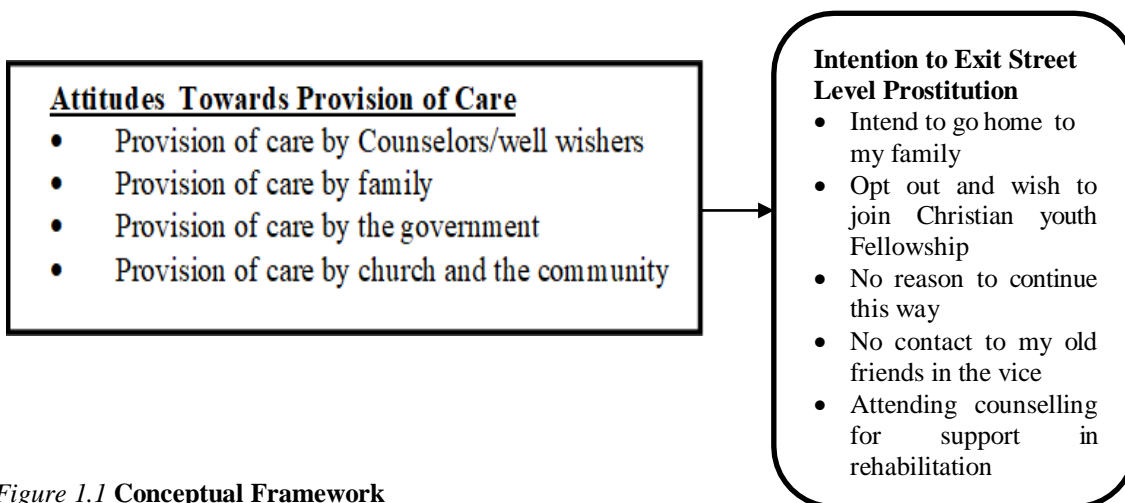 Attitudes Towards Provision of Care
• Provision of care by Counselors/well wishers
• Provision of care by family
• Provision of care by the government
• Provision of care by church and the community
Intention to Exit Street
Level Prostitution
• Intend to go home to
my family
• Opt out and wish to
join Christian youth
Fellowship
• No reason to continue
this way
• No contact to my old
friends in the vice
• Attending counselling
for support in
rehabilitation
Figure 1.1 Conceptual Framework